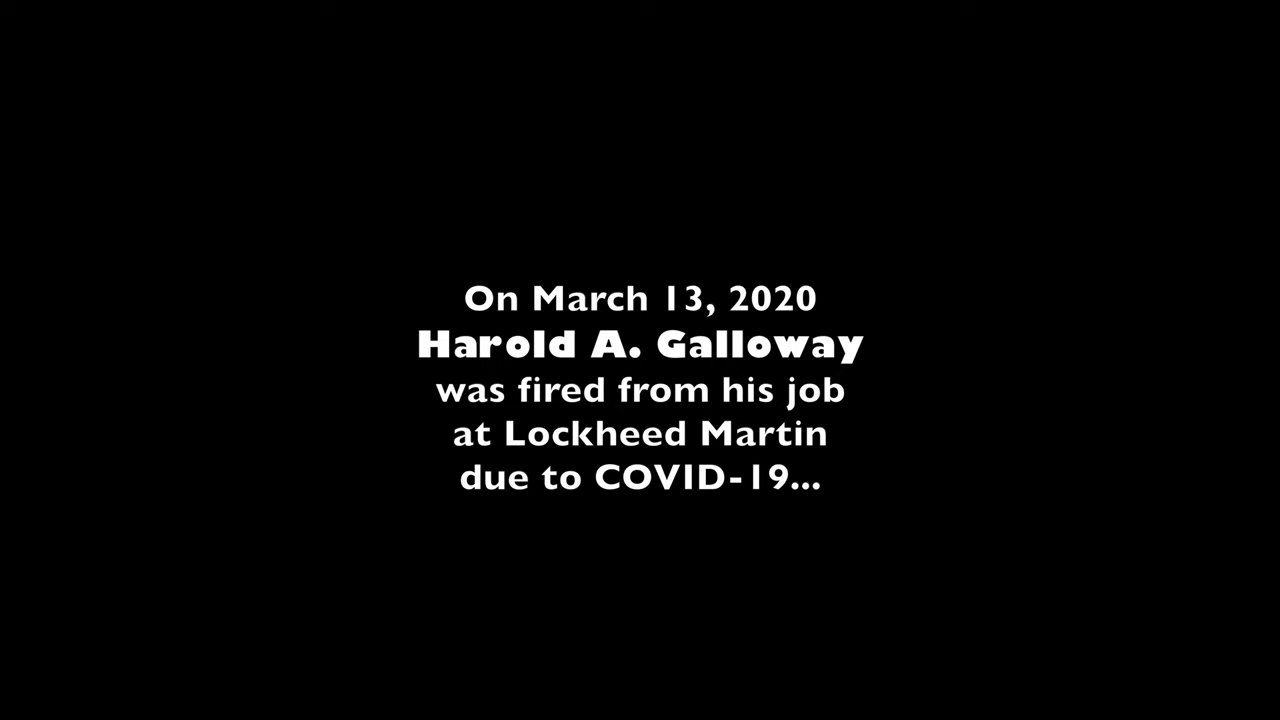 On March 13, 2020
Harold A. Galloway
was fired from his job
at Lockheed Martin
due to COVID-19...